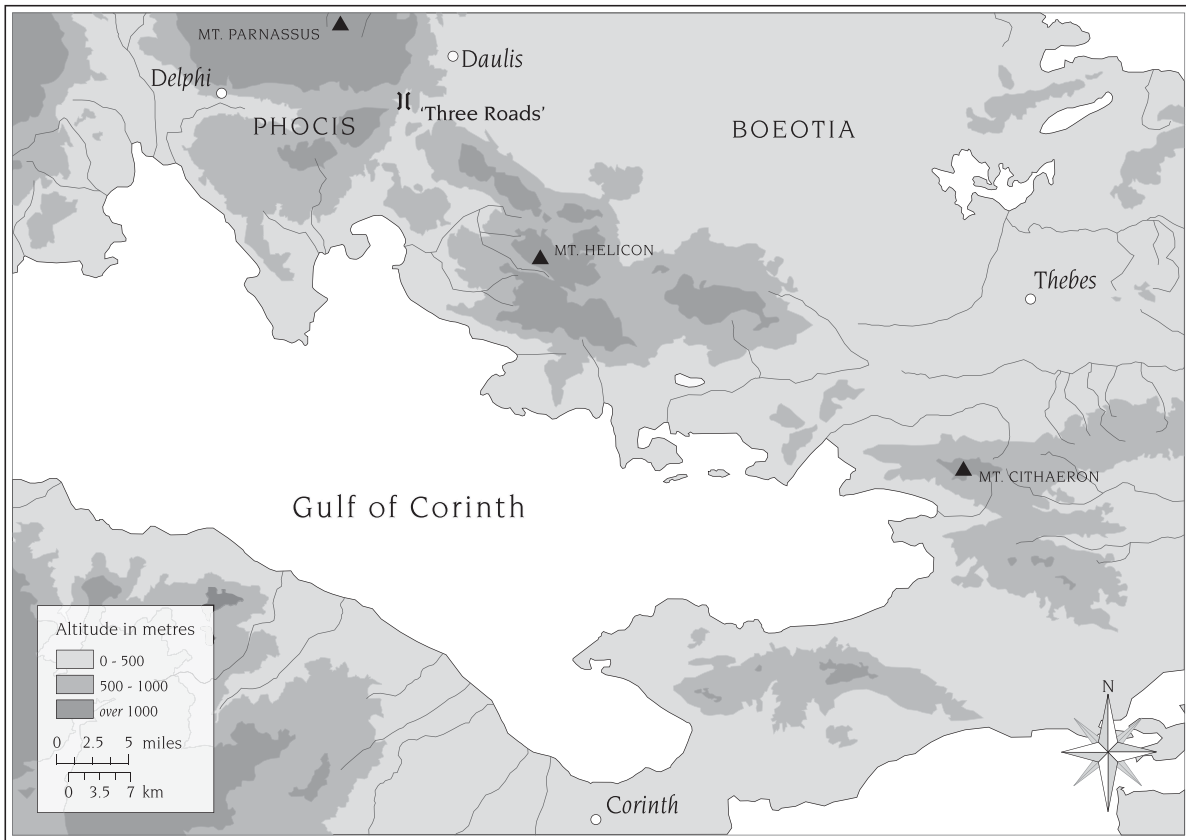 MT. PARNASSUS
Daulis
Delphi
'Three Roads'
PHOCIS
BOEOTIA
MT. HELICON
Thebes
MT. CITHAERON
Gulf of Corinth
Altitude in metres
0 - 500
500 - 1000
over 1000
0 2.5 5 miles
0 3.5 7 km
N
Corinth